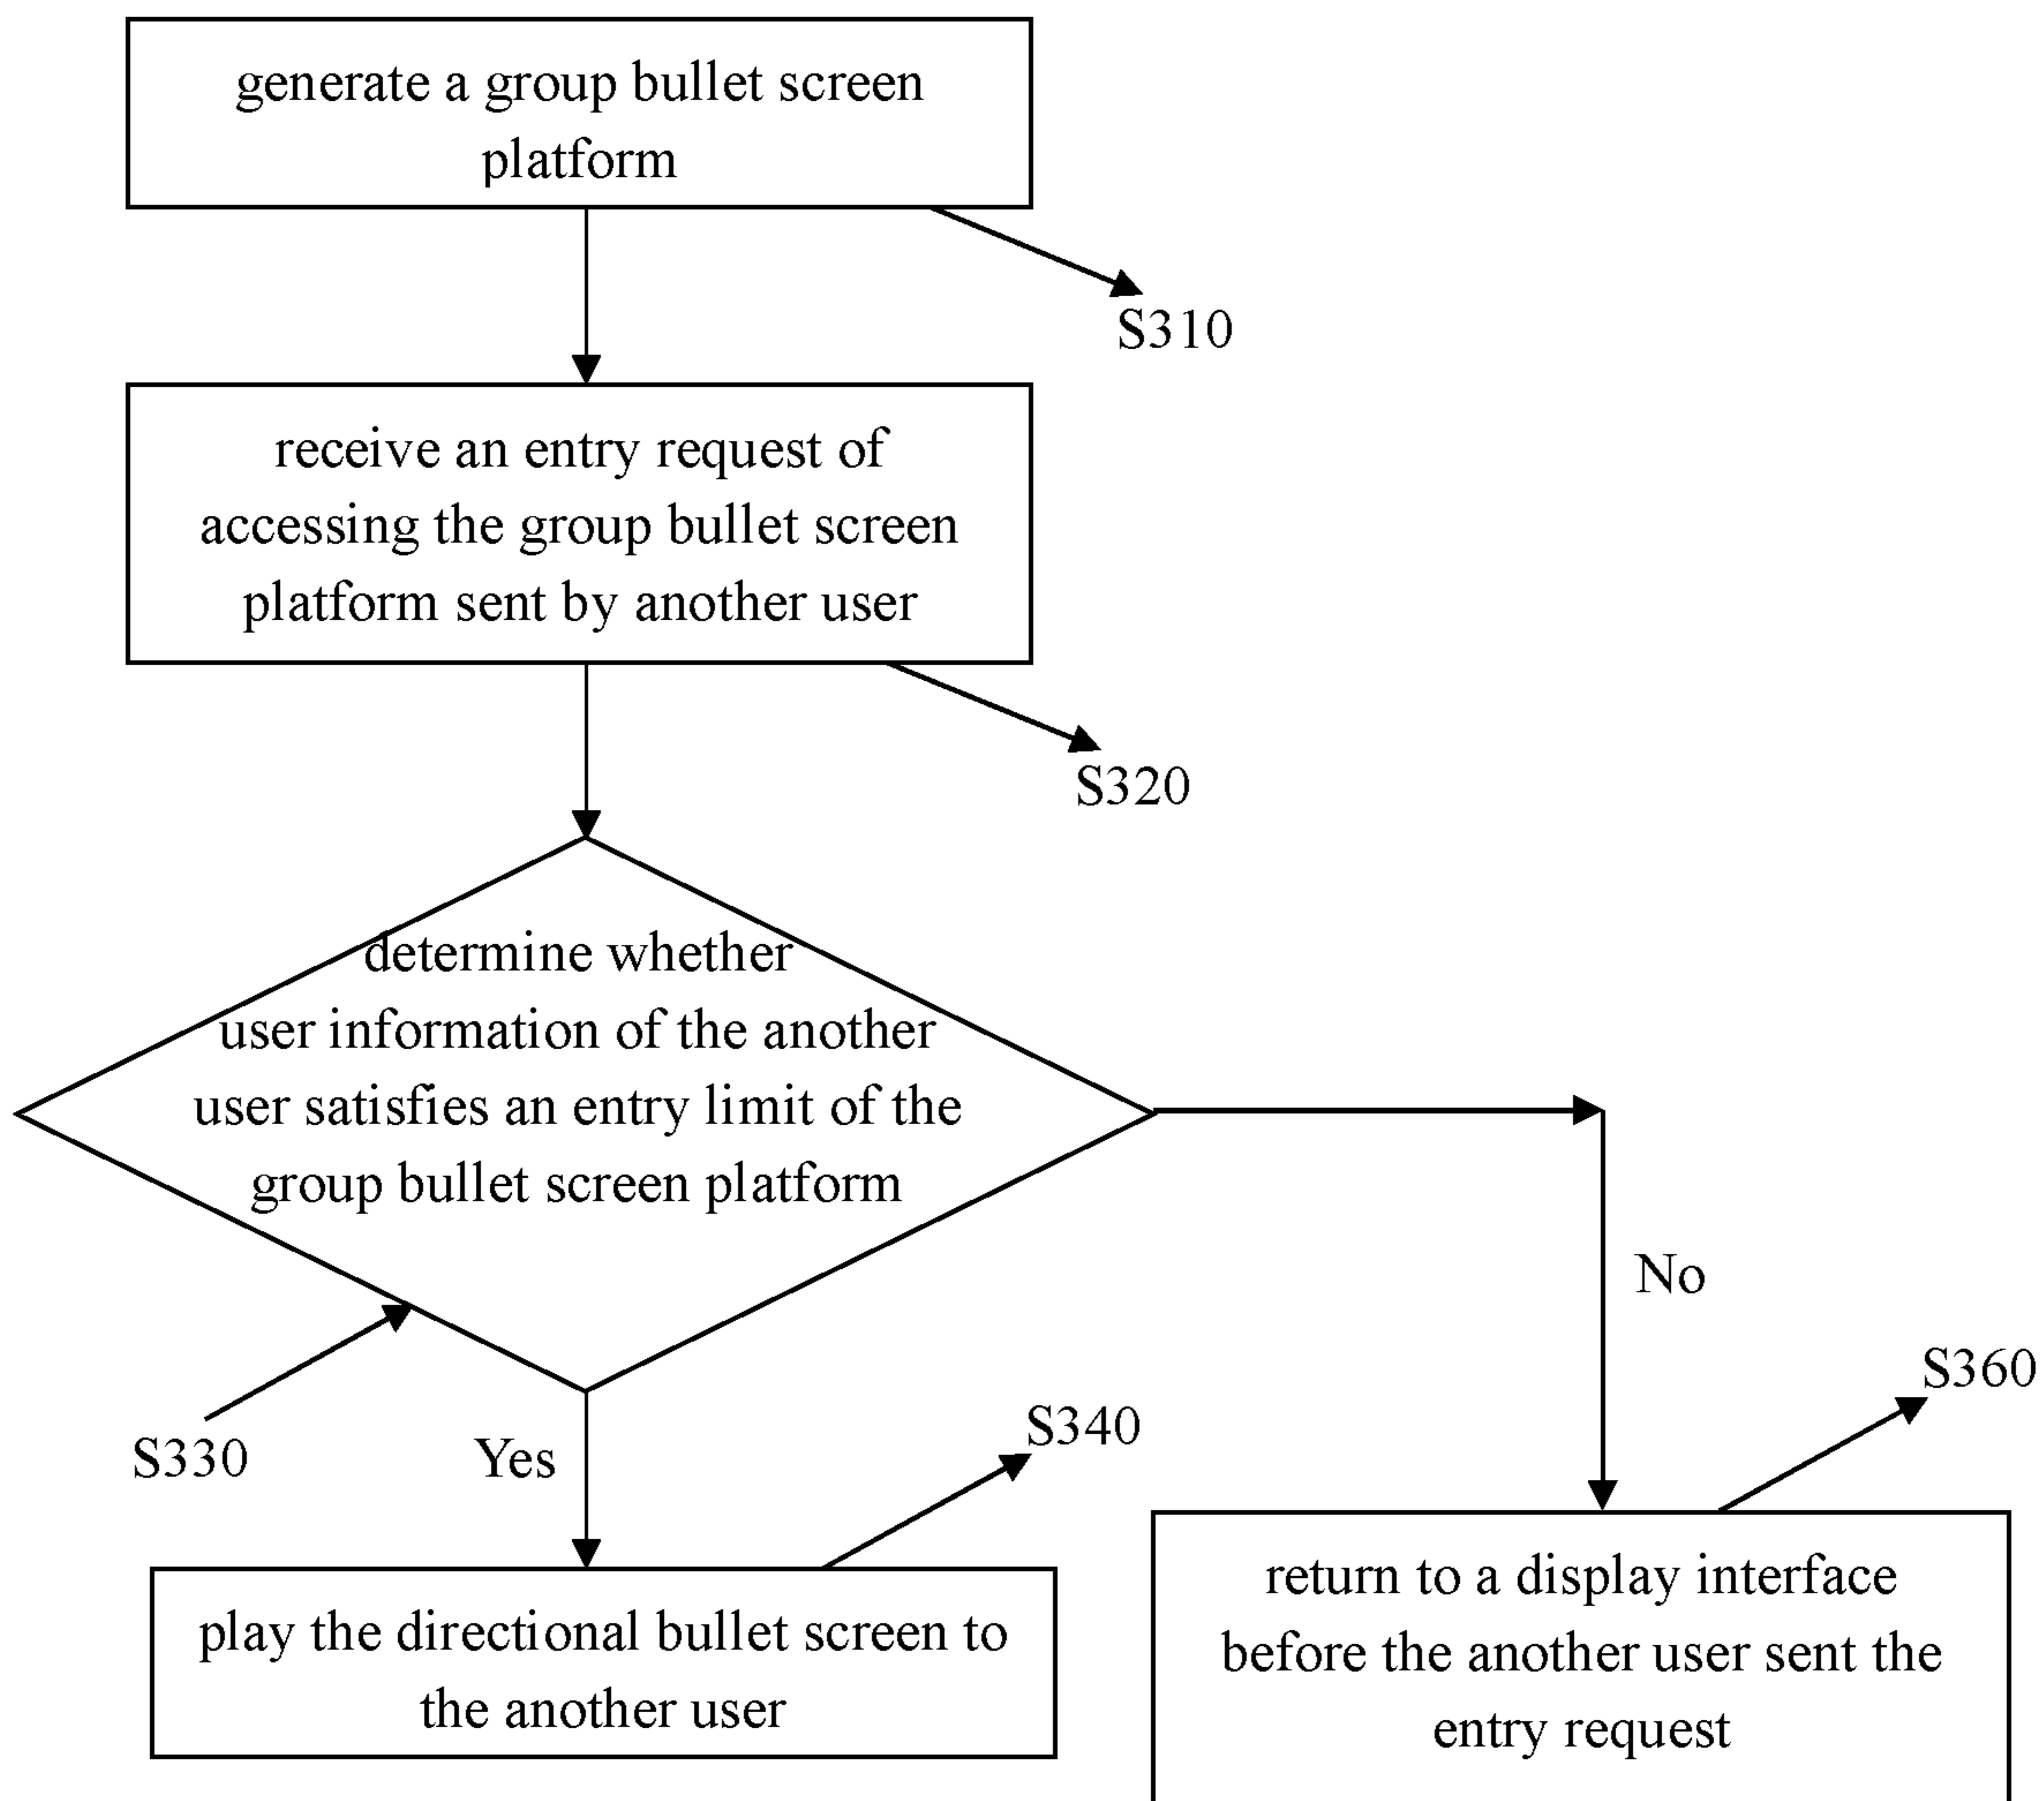 generate a group bullet screen
platform
S310
receive an entry request of
accessing the group bullet screen
platform sent by another user
S320
determine whether
user information of the another
user satisfies an entry limit of the
group bullet screen platform
No
S330
Yes
S340
S360
play the directional bullet screen to
the another user
return to a display interface
before the another user sent the
entry request